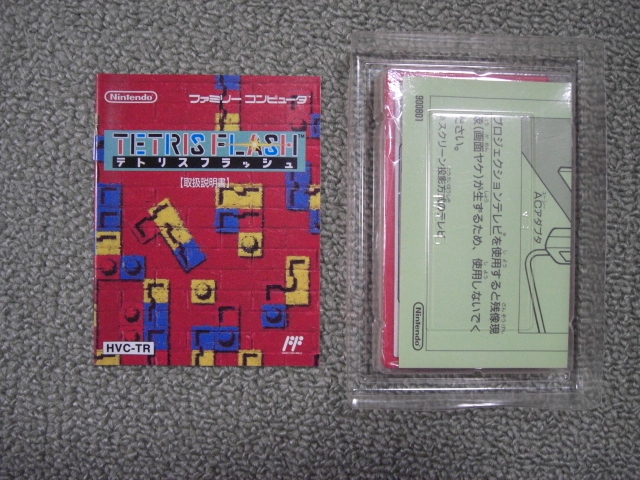 Nintendo
ファミリーコンピュータ
TETRIS FLASH™
テトリスフラッシュ
【取扱説明書】
HVC-TR
800801
プロジェクションテレビを使用すると残像現
(画面ヤケ)が生ずるため、使用しないでく
ださい。
スクリーン投影方式のテレビ
ACアダプタ
Nintendo